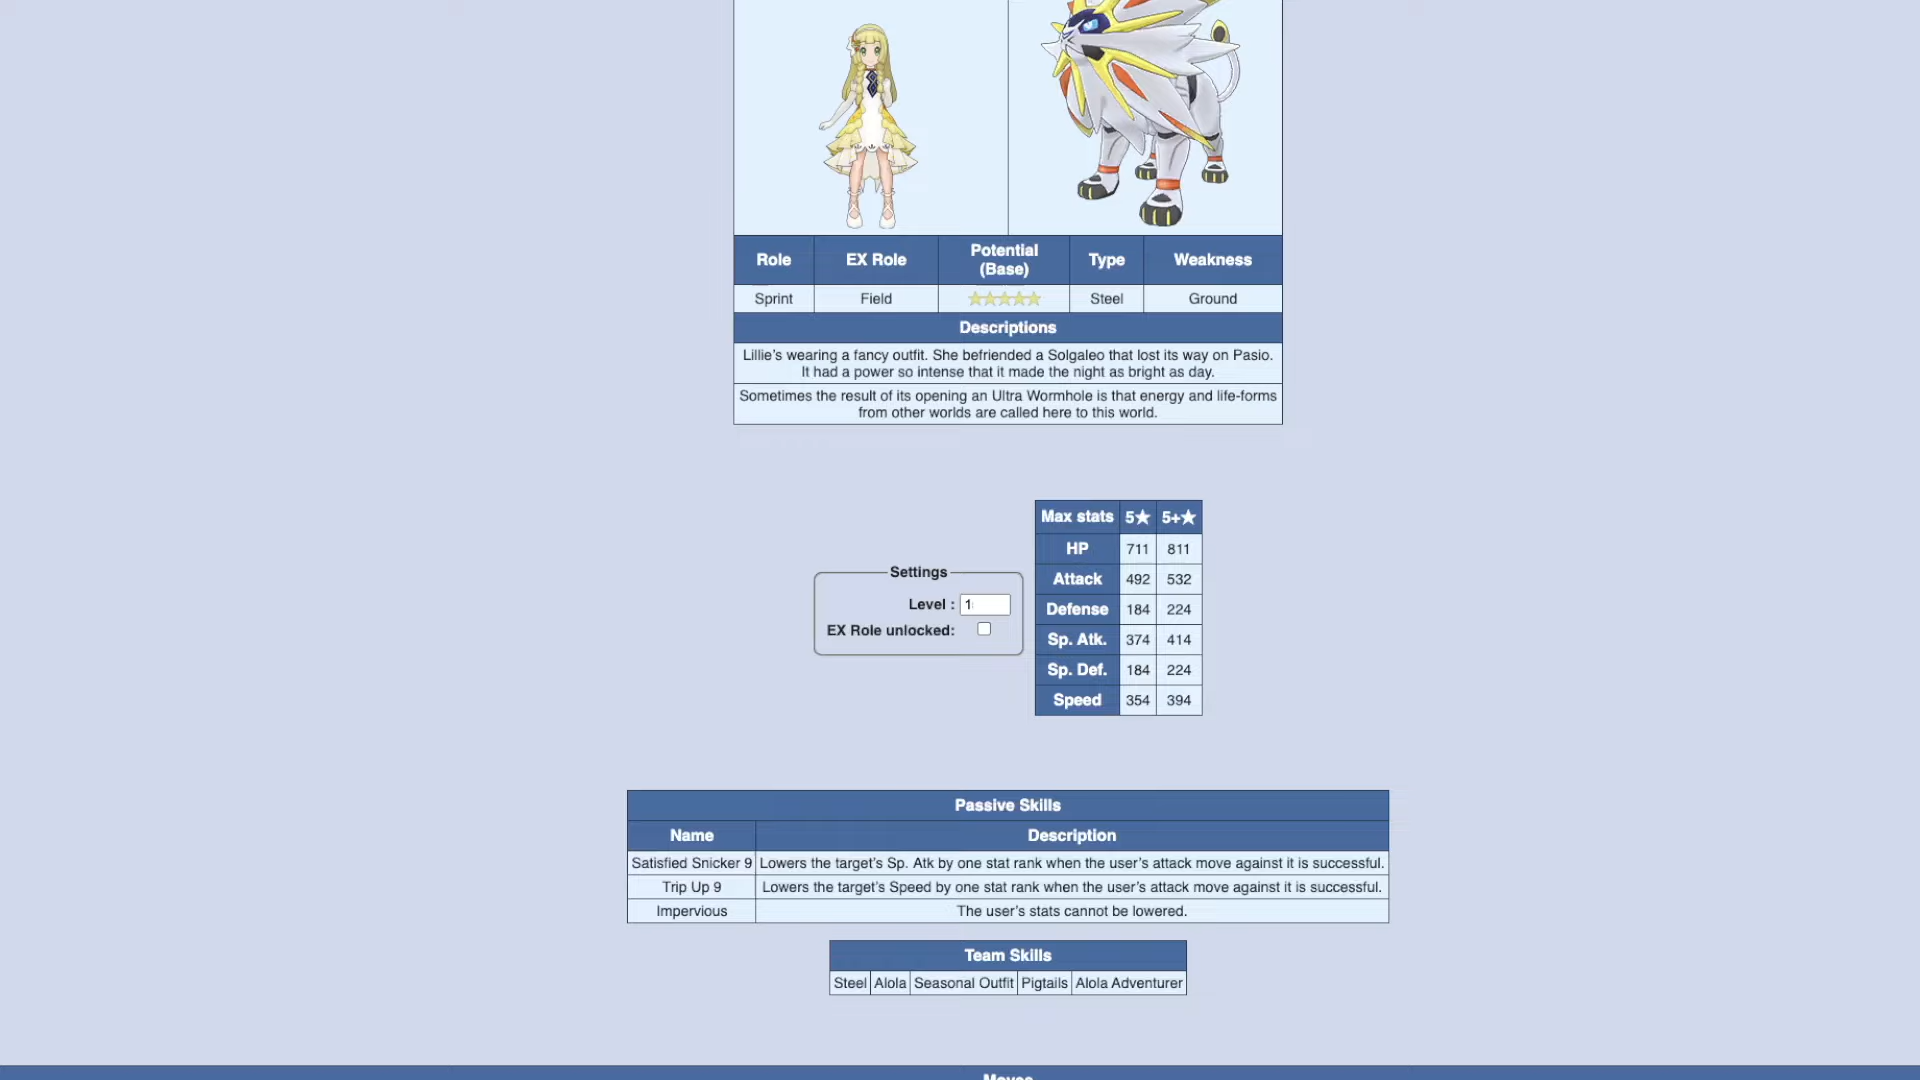 Role EX Role Potential (Base) Type Weakness
Sprint Field ★★★★★ Steel Ground
Descriptions
Lillie’s wearing a fancy outfit. She befriended a Solgaleo that lost its way on Pasio.
It had a power so intense that it made the night as bright as day.
Sometimes the result of its opening an Ultra Wormhole is that energy and life-forms
from other worlds are called here to this world.
Settings
Level :
EX Role unlocked:
Max stats 5★ 5+★
HP 711 811
Attack 492 532
Defense 184 224
Sp. Atk. 374 414
Sp. Def. 184 224
Speed 354 394
Passive Skills
Name Description
Satisfied Snicker 9 Lowers the target’s Sp. Atk by one stat rank when the user’s attack move against it is successful.
Trip Up 9 Lowers the target’s Speed by one stat rank when the user’s attack move against it is successful.
Impervious The user’s stats cannot be lowered.
Team Skills
Steel Alola Seasonal Outfit Pigtails Alola Adventurer